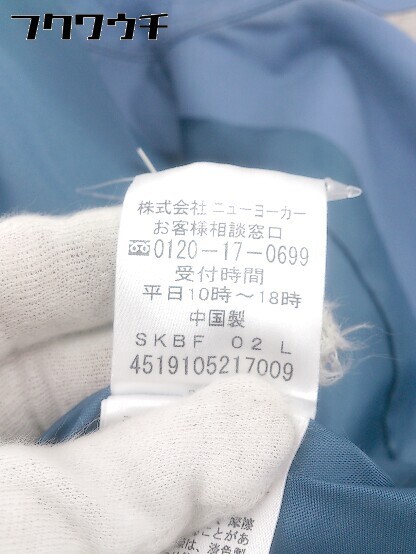 フクワウチ
株式会社 ニューヨーカー
お客様相談窓口
0120-17-0699
受付時間
平日10時～18時
中国製
SKBF 02 L
4519105217009